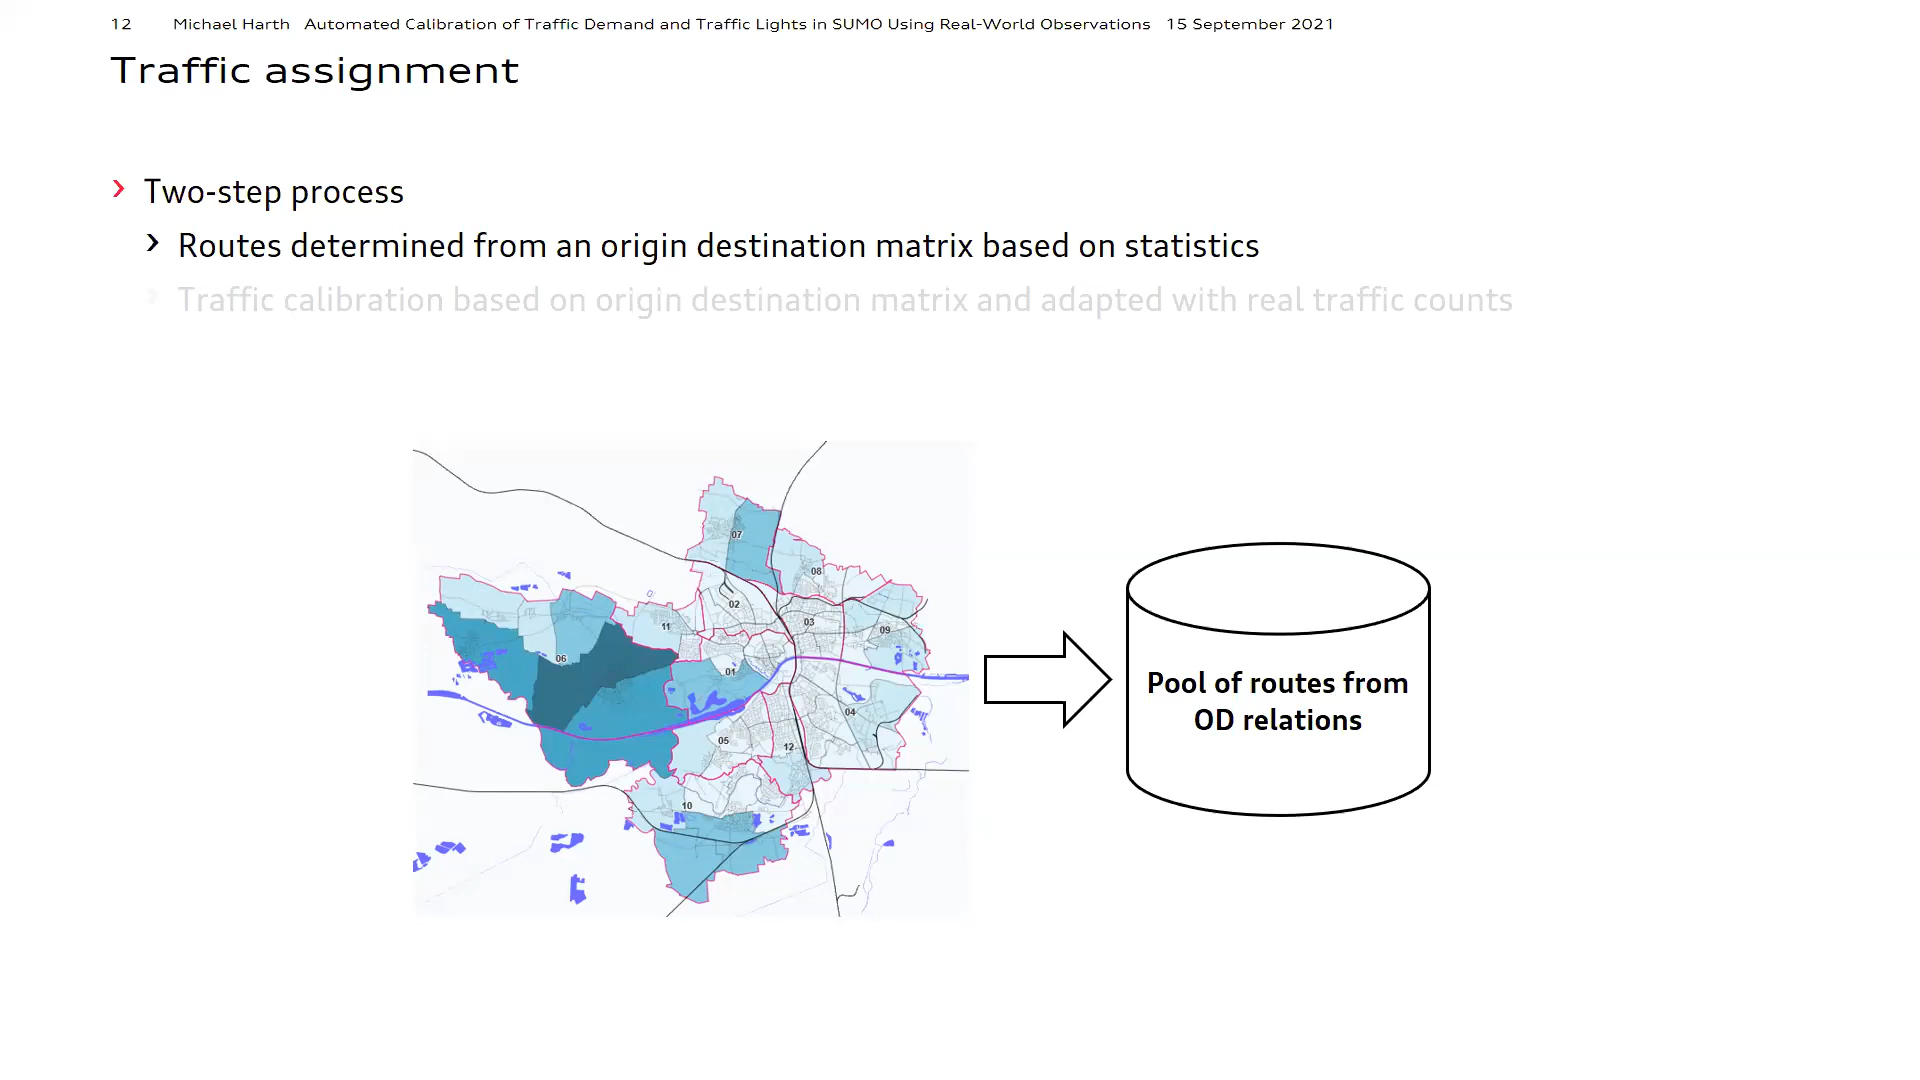 12 Michael Harth Automated Calibration of Traffic Demand and Traffic Lights in SUMO Using Real-World Observations 15 September 2021
Traffic assignment
Two-step process
Routes determined from an origin destination matrix based on statistics
Traffic calibration based on origin destination matrix and adapted with real traffic counts
07
08
02
03
11
09
06
01
04
05
12
10
Pool of routes from
OD relations